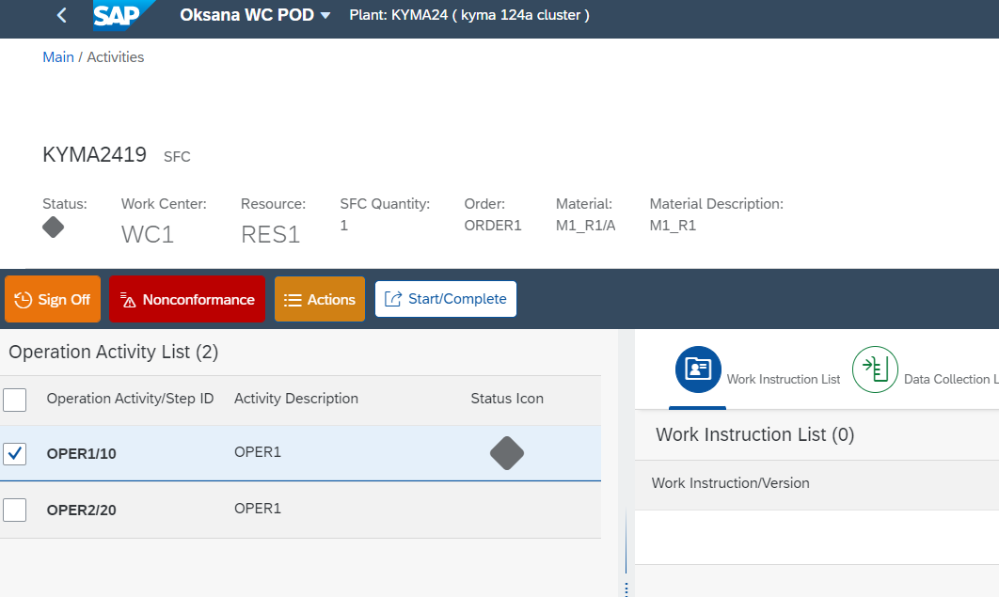 SAP Oksana WC POD Plant: KYMA24 ( kyma 124a cluster )
Main / Activities
KYMA2419 SFC
Status: Work Center: Resource: SFC Quantity: Order: Material: Material Description:
WC1 RES1 1 ORDER1 M1_R1/A M1_R1
Sign Off Nonconformance Actions Start/Complete
Operation Activity List (2)
Operation Activity/Step ID Activity Description Status Icon
OPER1/10 OPER1
OPER2/20 OPER1
Work Instruction List Data Collection L
Work Instruction List (0)
Work Instruction/Version